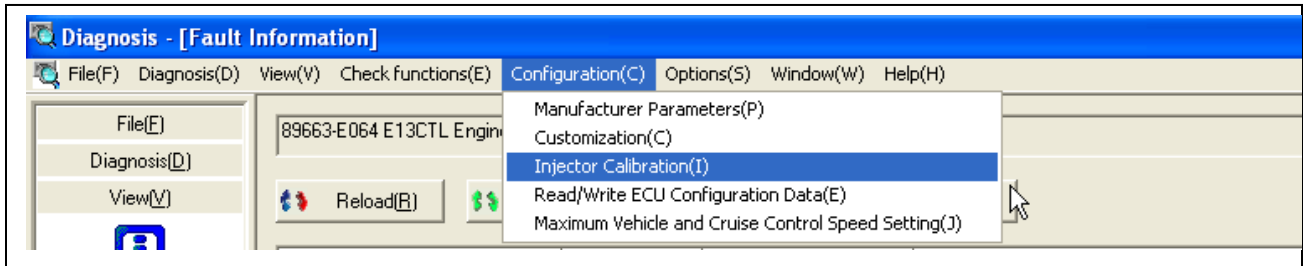 Diagnosis - [Fault Information]
File(F) Diagnosis(D) View(V) Check functions(E) Configuration(C) Options(S) Window(W) Help(H)
Manufacturer Parameters(P)
Customization(C)
Injector Calibration(I)
Read/Write ECU Configuration Data(E)
Maximum Vehicle and Cruise Control Speed Setting(J)
File(F)
Diagnosis(D)
View(V)
89663-E064 E13CTL Engin
Reload(R)